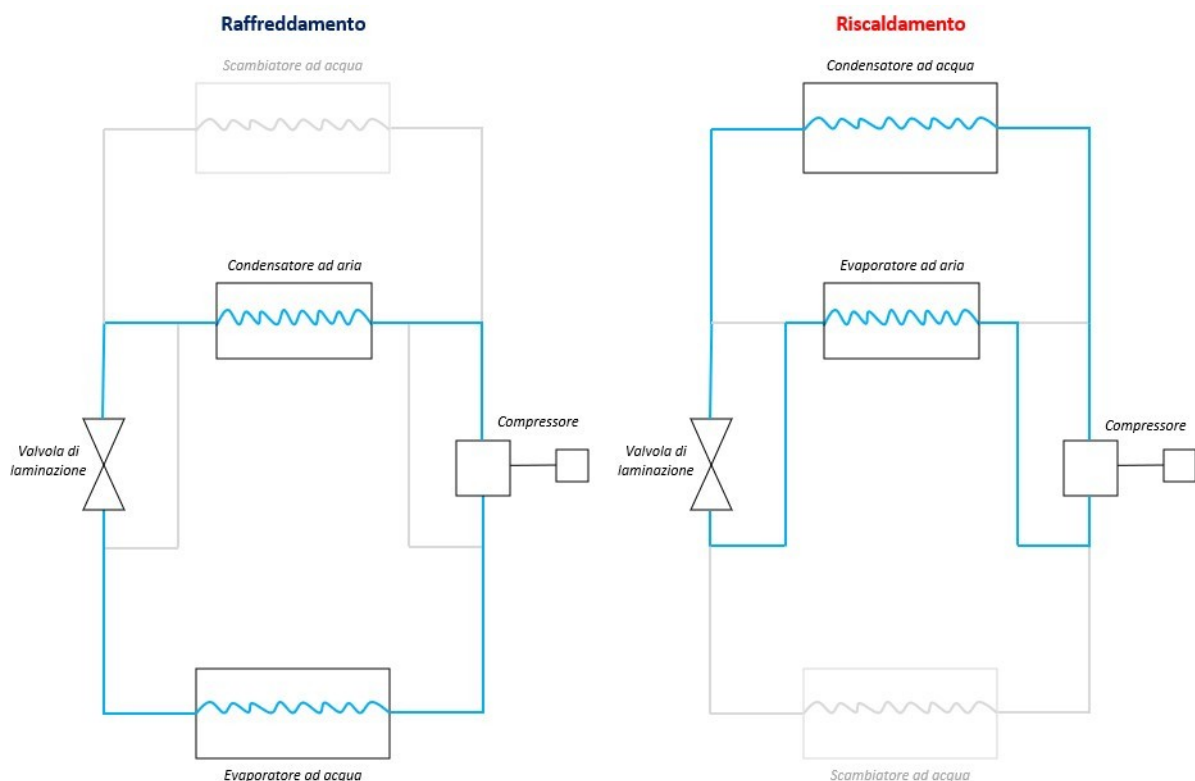 Raffreddamento
Scambiatore ad acqua
Condensatore ad aria
Compressore
Valvola di
laminazione
Evaporatore ad acqua
Riscaldamento
Condensatore ad acqua
Evaporatore ad aria
Compressore
Valvola di
laminazione
Scambiatore ad acqua